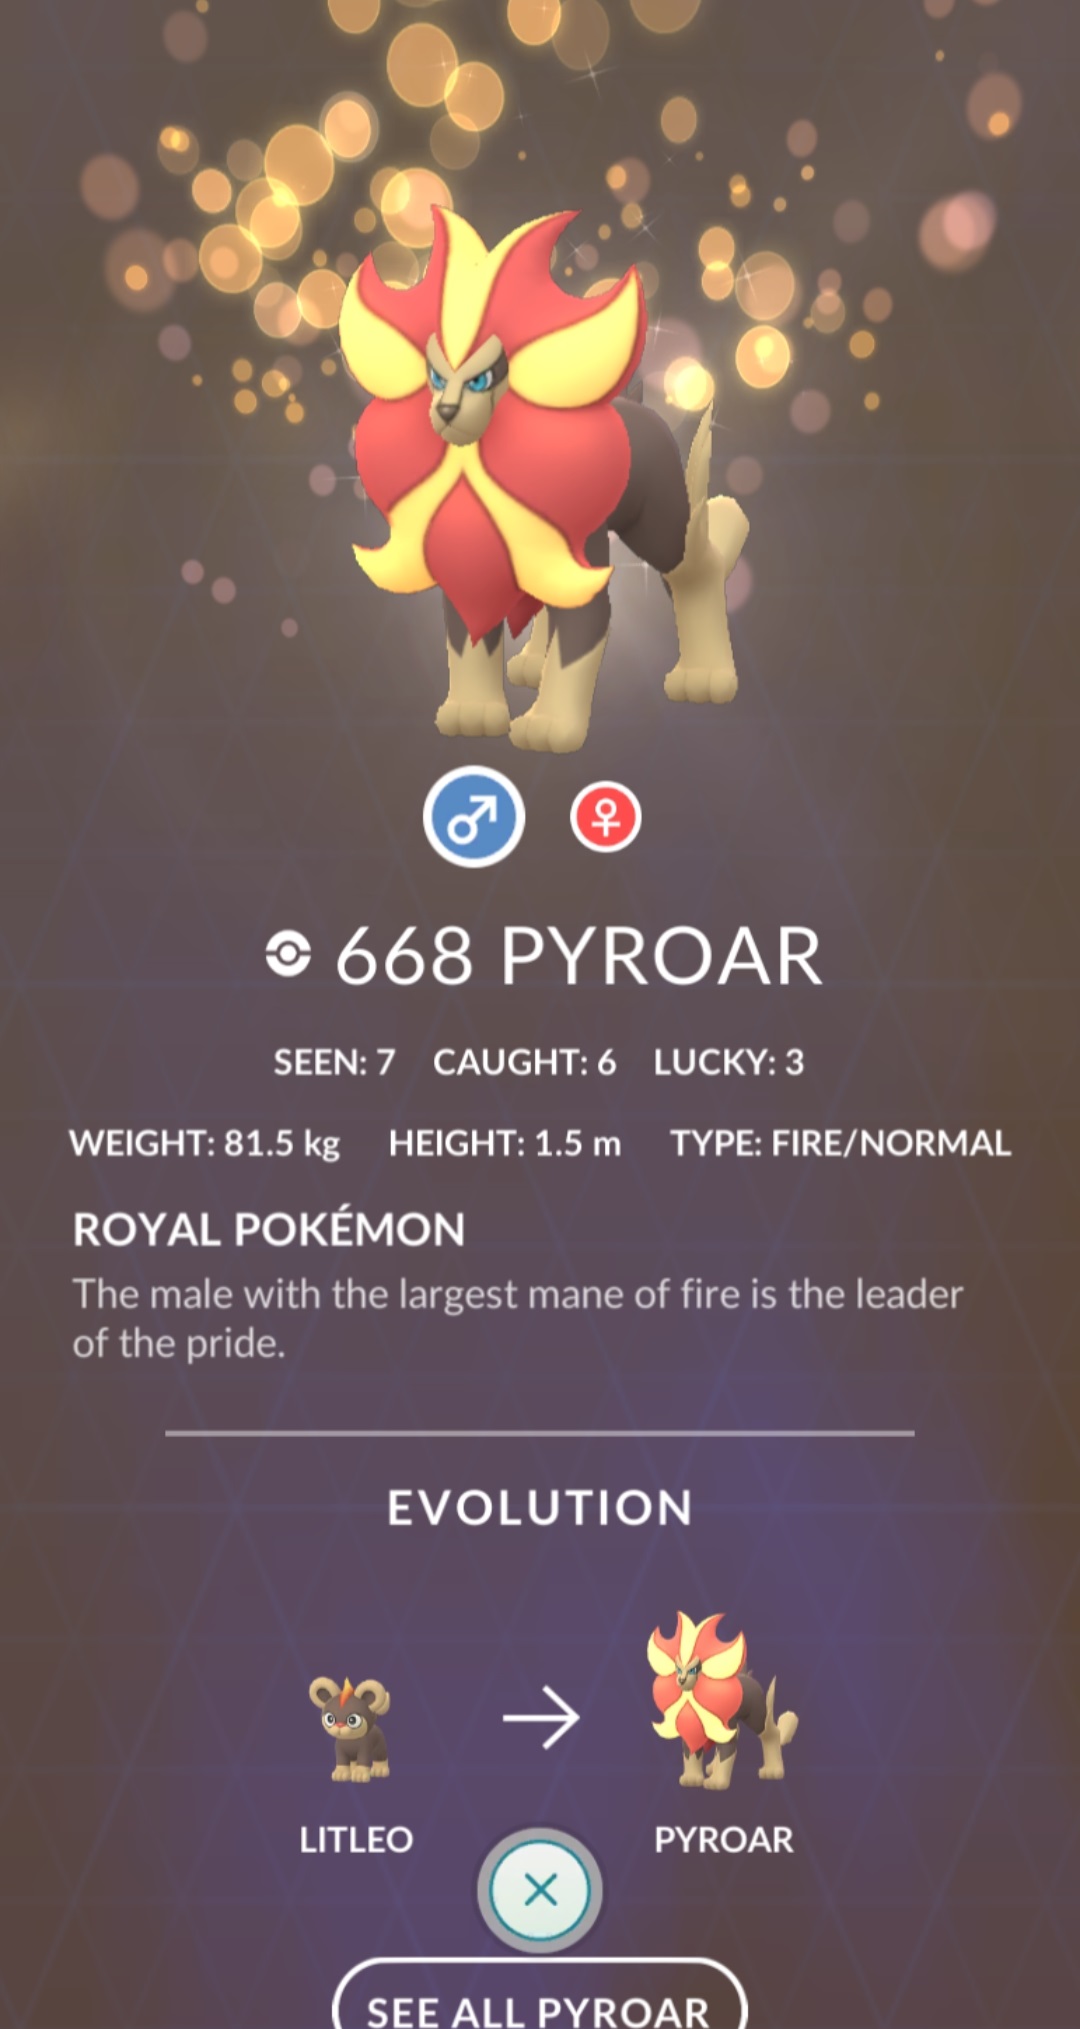 668 PYROAR
SEEN: 7 CAUGHT: 6 LUCKY: 3
WEIGHT: 81.5 kg HEIGHT: 1.5 m TYPE: FIRE/NORMAL
ROYAL POKÉMON
The male with the largest mane of fire is the leader
of the pride.
EVOLUTION
LITLEO PYROAR
SEE ALL PYROAR